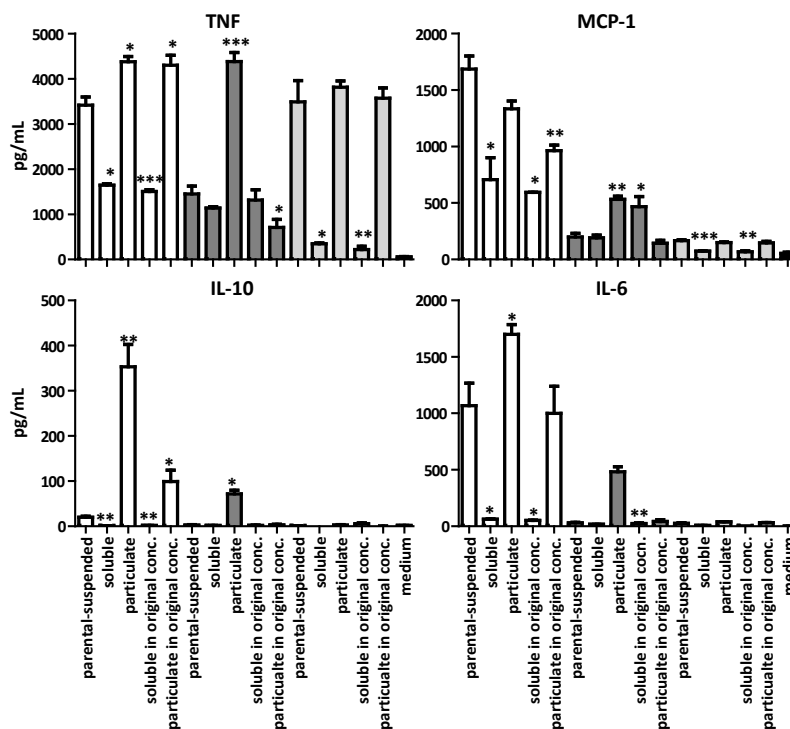 TNF
5000
4000
3000
2000
1000
0
pg/mL
* * *** * *** * * **
MCP-1
2000
1500
1000
500
0
* * ** ** * *** **
IL-10
500
400
300
200
100
0
pg/mL
** ** ** * *
IL-6
2000
1500
1000
500
0
* * * **
parental-suspended
soluble
particulate
soluble in original conc.
particulate in original conc.
parental-suspended
soluble
particulate
soluble in original conc.
particualte in original conc.
parental-suspended
soluble
particulate
soluble in original conc.
particualte in original conc.
medium
parental-suspended
soluble
particulate
soluble in original conc.
particulate in original conc.
parental-suspended
soluble
particulate
soluble in original cocn.
particualte in original conc.
parental-suspended
soluble
particulate
soluble in original conc.
particualte in original conc.
medium